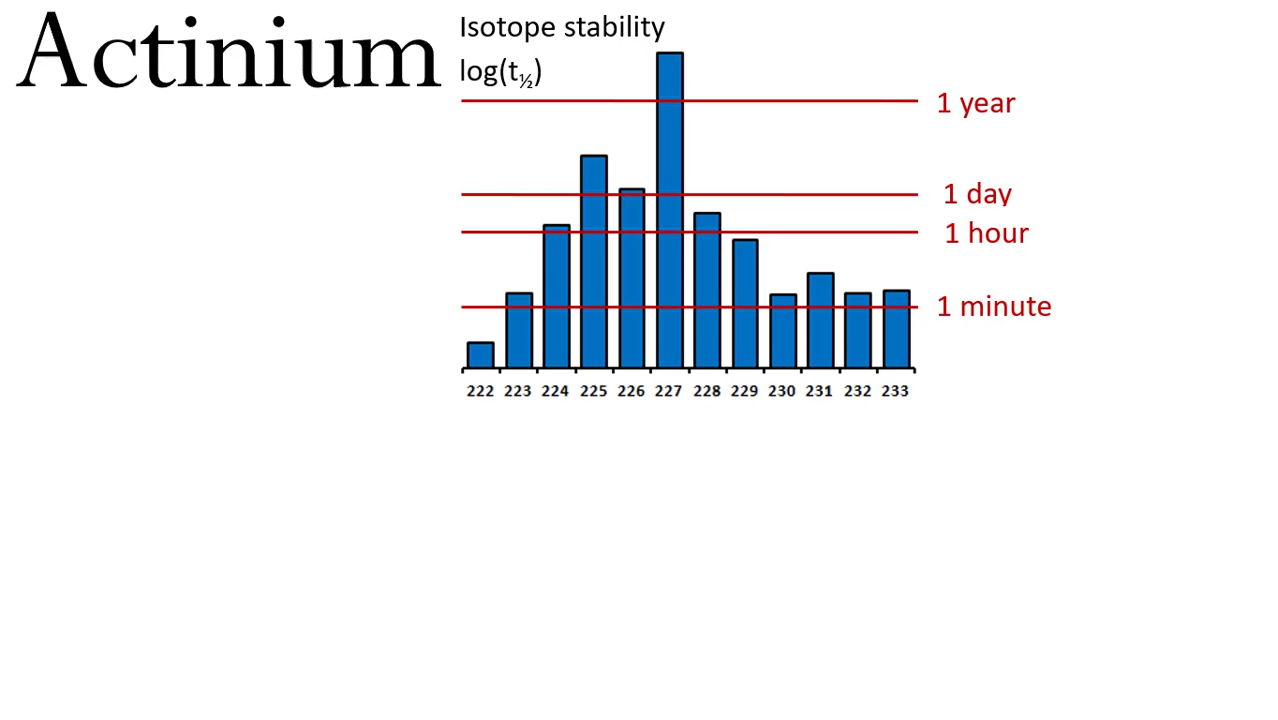 Actinium
Isotope stability
log(t½)
1 year
1 day
1 hour
1 minute
222 223 224 225 226 227 228 229 230 231 232 233